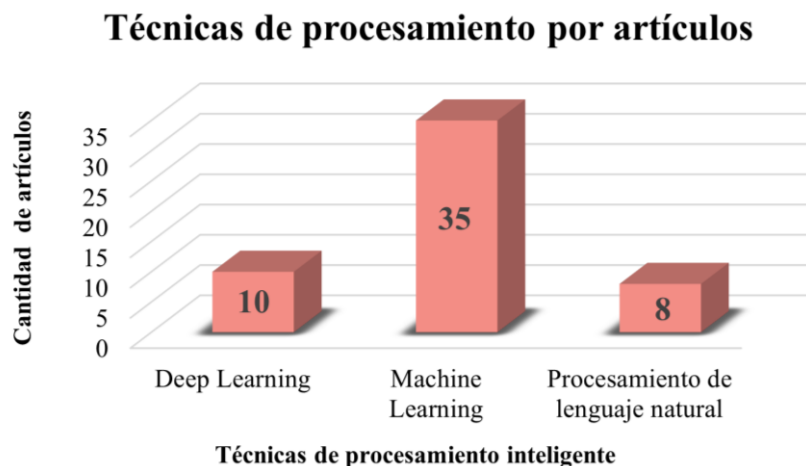 Técnicas de procesamiento por artículos
Cantidad de artículos
35
30
25
20
15
10
5
0
10
35
8
Deep Learning
Machine
Learning
Procesamiento de
lenguaje natural
Técnicas de procesamiento inteligente